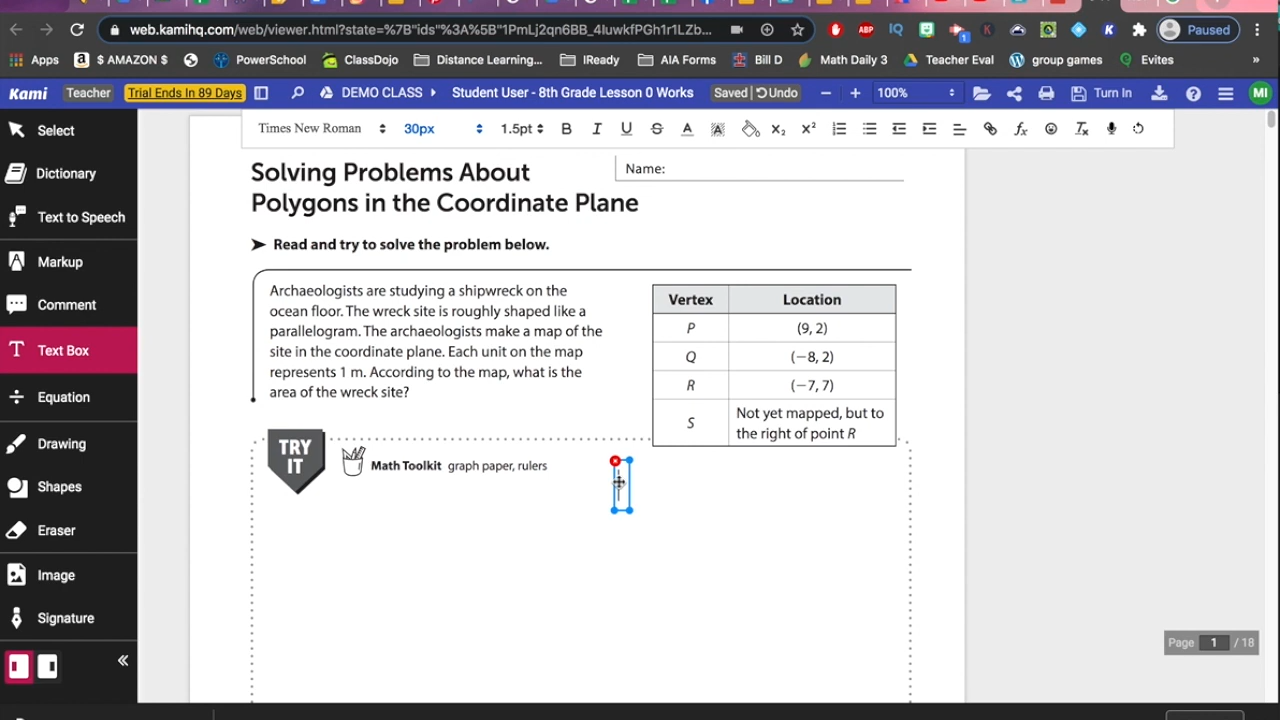 web.kamihq.com/web/viewer.html?state=%7B"ids"%3A%5B"1PmLj2qn6BB_4luwkfPGh1r1LZb...
ABP
IQ
K
Paused
Apps
$ AMAZON $
PowerSchool
ClassDojo
Distance Learning...
IReady
AIA Forms
Bill D
Math Daily 3
Teacher Eval
group games
Evites
»
Kami
Teacher
Trial Ends In 89 Days
DEMO CLASS
Student User - 8th Grade Lesson 0 Works
Saved
Undo
100%
Turn In
MI
Times New Roman
30px
1.5pt
B I U S A
Select
Dictionary
Text to Speech
Markup
Comment
Text Box
Equation
Drawing
Shapes
Eraser
Image
Signature
Solving Problems About
Polygons in the Coordinate Plane
Name:
Read and try to solve the problem below.
Archaeologists are studying a shipwreck on the
ocean floor. The wreck site is roughly shaped like a
parallelogram. The archaeologists make a map of the
site in the coordinate plane. Each unit on the map
represents 1 m. According to the map, what is the
area of the wreck site?
Vertex Location
P (9, 2)
Q (−8, 2)
R (−7, 7)
S Not yet mapped, but to
the right of point R
TRY
IT
Math Toolkit graph paper, rulers
Page 1 / 18